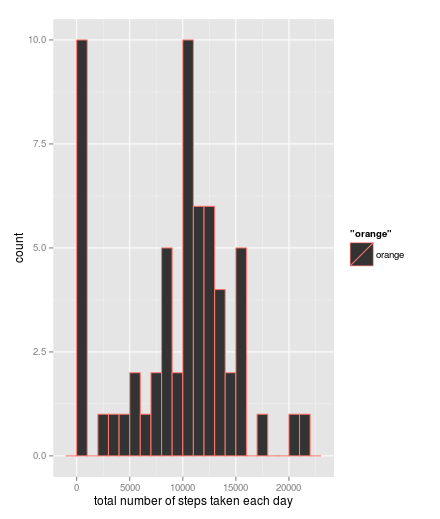 10.0
7.5
5.0
2.5
0.0
count
0 5000 10000 15000 20000
total number of steps taken each day
"orange"
orange